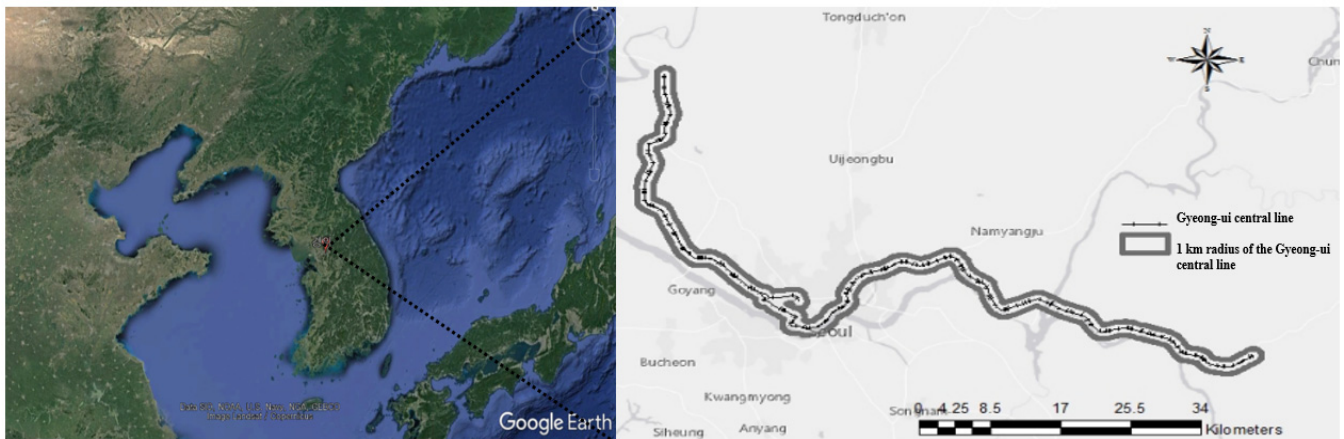 Google Earth
Tongduch'on
N
W
E
S
Chun
Uijeongbu
Gyeong-ui central line
1 km radius of the Gyeong-ui
central line
Namyangju
Goyang
Seoul
Bucheon
Kwangmyong
Songnam
Siheung
Anyang
0 4.25 8.5 17 25.5 34
Kilometers